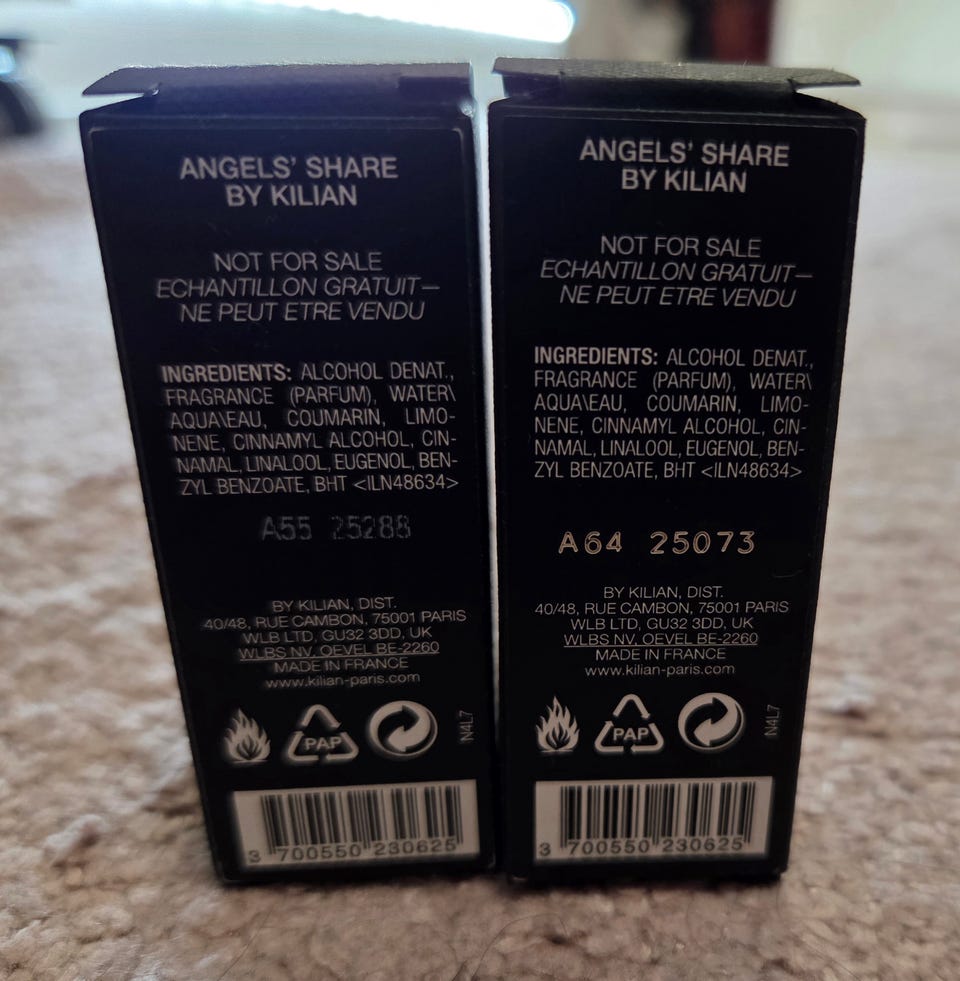 ANGELS' SHARE
BY KILIAN
NOT FOR SALE
ECHANTILLON GRATUIT—
NE PEUT ETRE VENDU
INGREDIENTS: ALCOHOL DENAT.,
FRAGRANCE (PARFUM), WATER\
AQUA\EAU, COUMARIN, LIMO-
NENE, CINNAMYL ALCOHOL, CIN-
NAMAL, LINALOOL, EUGENOL, BEN-
ZYL BENZOATE, BHT <ILN48634>
A55 25288
BY KILIAN, DIST.
40/48, RUE CAMBON, 75001 PARIS
WLB LTD, GU32 3DD, UK
WLBS NV, OEVEL BE-2260
MADE IN FRANCE
www.kilian-paris.com
PAP
N4L7
3 700550 230625
ANGELS' SHARE
BY KILIAN
NOT FOR SALE
ECHANTILLON GRATUIT—
NE PEUT ETRE VENDU
INGREDIENTS: ALCOHOL DENAT.,
FRAGRANCE (PARFUM), WATER\
AQUA\EAU, COUMARIN, LIMO-
NENE, CINNAMYL ALCOHOL, CIN-
NAMAL, LINALOOL, EUGENOL, BEN-
ZYL BENZOATE, BHT <ILN48634>
A64 25073
BY KILIAN, DIST.
40/48, RUE CAMBON, 75001 PARIS
WLB LTD, GU32 3DD, UK
WLBS NV, OEVEL BE-2260
MADE IN FRANCE
www.kilian-paris.com
PAP
N4L7
3 700550 230625